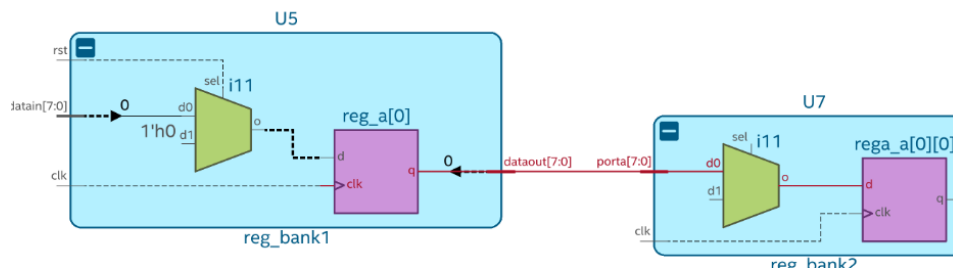 U5
rst
sel
i11
datain[7:0]
0
d0
1'h0
d1
o
reg_a[0]
d
q
clk
clk
0
dataout[7:0]
reg_bank1
U7
sel
i11
porta[7:0]
d0
d1
o
rega_a[0][0]
d
q
clk
clk
reg_bank2